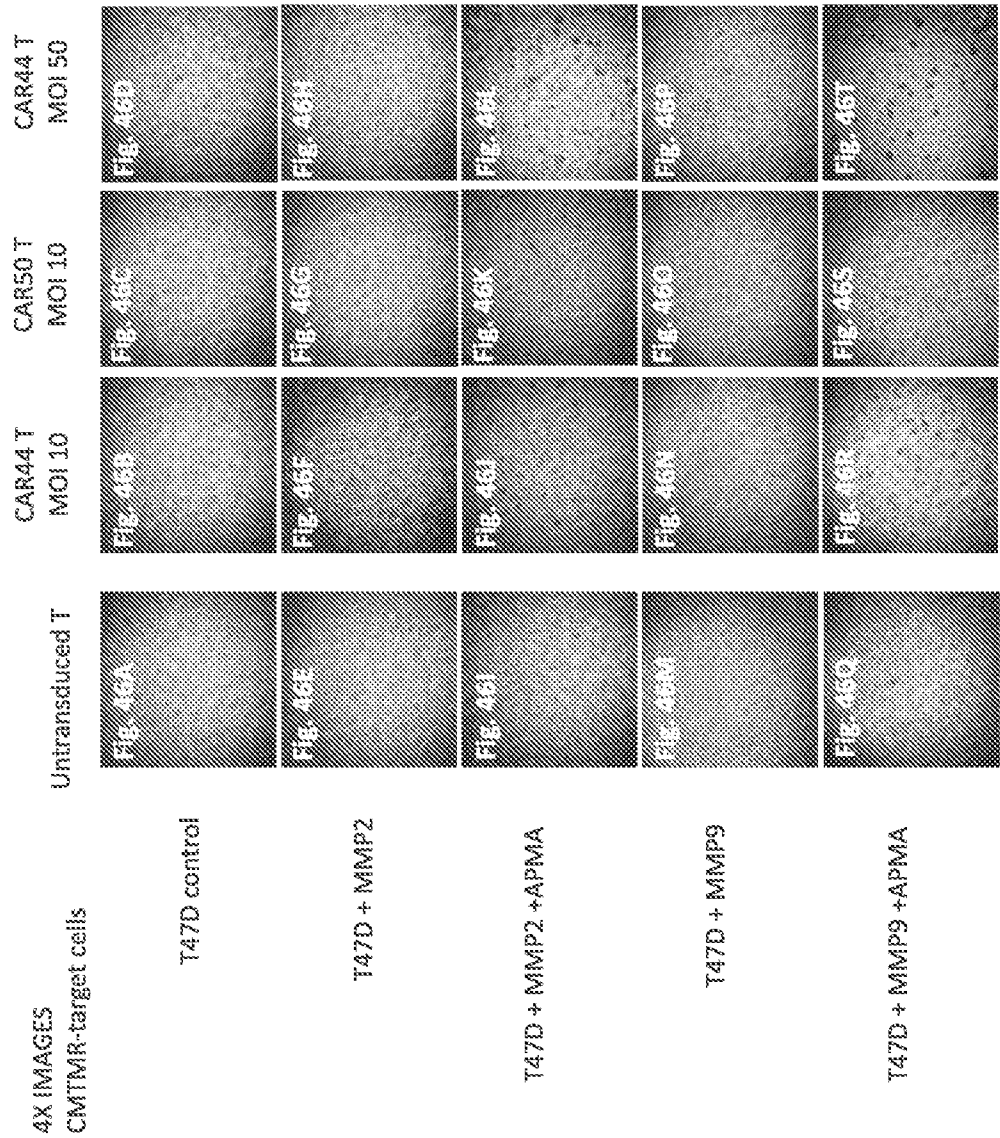 4X IMAGES
CMTMR-target cells
Untransduced T
CAR44 T
MOI 10
CAR50 T
MOI 10
CAR44 T
MOI 50
T47D control
Fig. 46A
Fig. 46B
Fig. 46C
Fig. 46D
T47D + MMP2
Fig. 46E
Fig. 46F
Fig. 46G
Fig. 46H
T47D + MMP2 +APMA
Fig. 46I
Fig. 46J
Fig. 46K
Fig. 46L
T47D + MMP9
Fig. 46M
Fig. 46N
Fig. 46O
Fig. 46P
T47D + MMP9 +APMA
Fig. 46Q
Fig. 46R
Fig. 46S
Fig. 46T